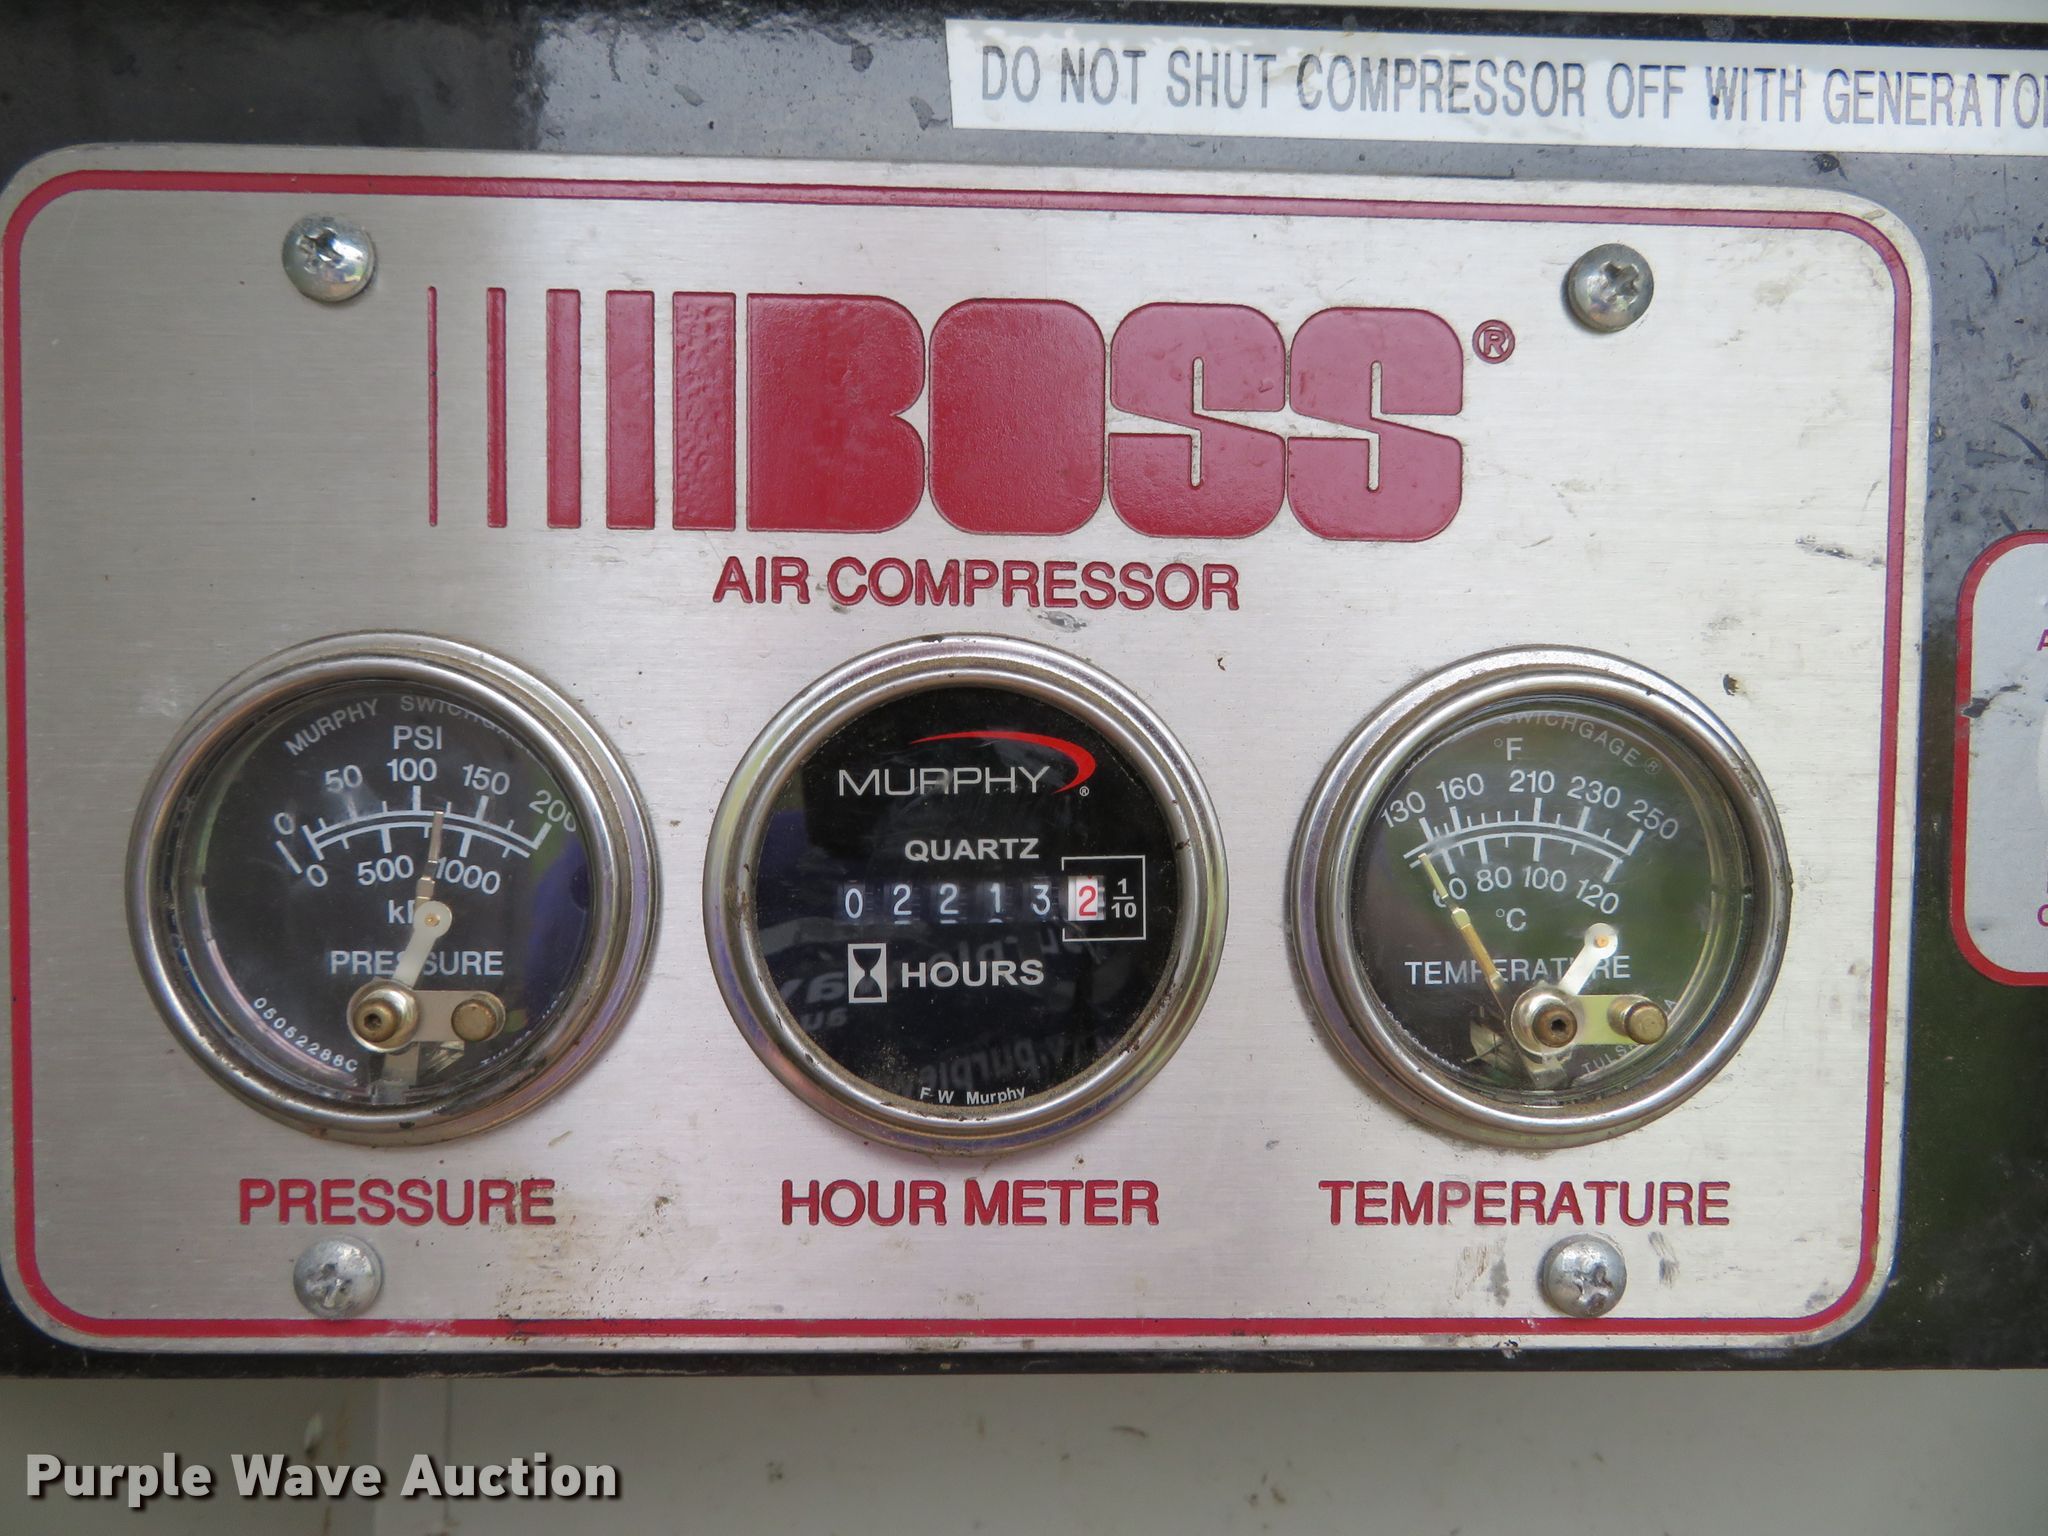 DO NOT SHUT COMPRESSOR OFF WITH
BOSS®
AIR COMPRESSOR
MURPHY
PSI
0 50 100 150 200
0 500 1000
PRESSURE
05052288C
MURPHY®
QUARTZ
0 2 2 1 3 2 1/10
HOURS
F W Murphy
SWICHGAGE®
°F
130 160 210 230 250
60 80 100 120
°C
TEMPERATURE
PRESSURE HOUR METER TEMPERATURE
Purple Wave Auction